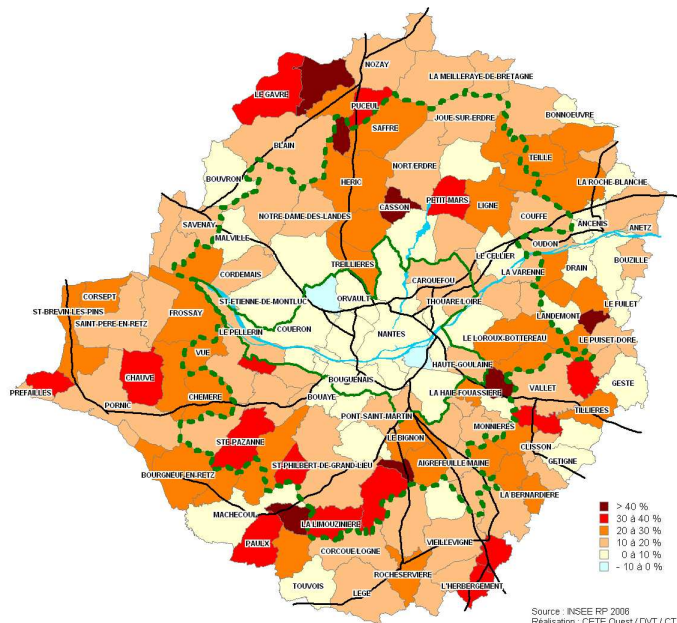 NOZAY
LA MEILLERAYE-DE-BRETAGNE
LE GAVRE
PUCEUL
BONNOEUVRE
JOUE-SUR-ERDRE
SAFFRE
BLAIN
TEILLE
NORT-ERDRE
BOUVRON
HERIC
LA ROCHE-BLANCHE
PETIT-MARS
CASSON
LIGNE
NOTRE-DAME-DES-LANDES
COUFFE
SAVENAY
ANCENIS
ANETZ
MALVILLE
OUDON
TREILLIERES
LE CELLIER
BOUZILLE
CORDEMAIS
LA VARENNE
DRAIN
CARQUEFOU
CORSEPT
ST-ETIENNE-DE-MONTLUC
ORVAULT
THOUARE-LOIRE
LE FUILET
ST-BREVIN-LES-PINS
FROSSAY
LANDEMONT
SAINT-PERE-EN-RETZ
LE PELLERIN
COUERON
NANTES
LE LOROUX-BOTTEREAU
LE PUISET-DORE
VUE
HAUTE-GOULAINE
CHAUVE
BOUGUENAIS
VALLET
GESTE
PREFAILLES
CHEMERE
LA HAIE-FOUASSIERE
BOUAYE
PORNIC
TILLIERES
PONT-SAINT-MARTIN
MONNIERES
STE-PAZANNE
LE BIGNON
CLISSON
GETIGNE
ST-PHILBERT-DE-GRAND-LIEU
AIGREFEUILLE-MAINE
BOURGNEUF-EN-RETZ
LA BERNARDIERE
MACHECOUL
LA LIMOUZINIERE
PAULX
VIEILLEVIGNE
CORCOUE-LOGNE
ROCHESERVIERE
TOUVOIS
L'HERBERGEMENT
LEGE
> 40 %
30 à 40 %
20 à 30 %
10 à 20 %
0 à 10 %
- 10 à 0 %
Source : INSEE RP 2006
Réalisation : CETE Ouest / DVT / CT